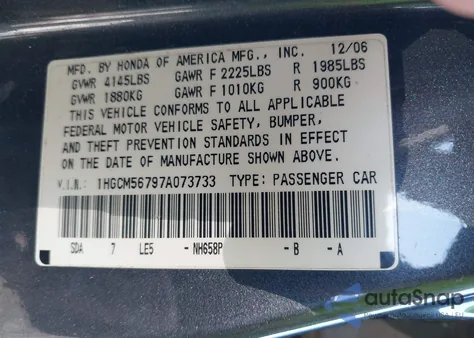 MFD. BY HONDA OF AMERICA MFG., INC. 12/06
GVWR 4145LBS GAWR F 2225LBS R 1985LBS
GVWR 1880KG GAWR F 1010KG R 900KG
THIS VEHICLE CONFORMS TO ALL APPLICABLE
FEDERAL MOTOR VEHICLE SAFETY, BUMPER,
AND THEFT PREVENTION STANDARDS IN EFFECT
ON THE DATE OF MANUFACTURE SHOWN ABOVE.
V.I.N: 1HGCM56797A073733 TYPE: PASSENGER CAR
SDA 7 LE5 -NH658P -B -A
autoSnap